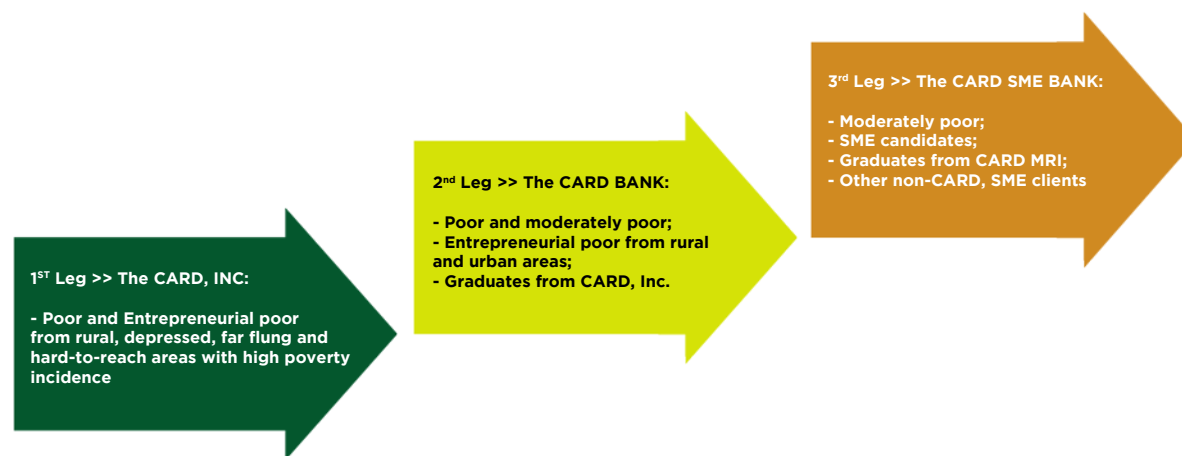 1ST Leg >> The CARD, INC:
- Poor and Entrepreneurial poor
from rural, depressed, far flung and
hard-to-reach areas with high poverty
incidence
2nd Leg >> The CARD BANK:
- Poor and moderately poor;
- Entrepreneurial poor from rural
and urban areas;
- Graduates from CARD, Inc.
3rd Leg >> The CARD SME BANK:
- Moderately poor;
- SME candidates;
- Graduates from CARD MRI;
- Other non-CARD, SME clients